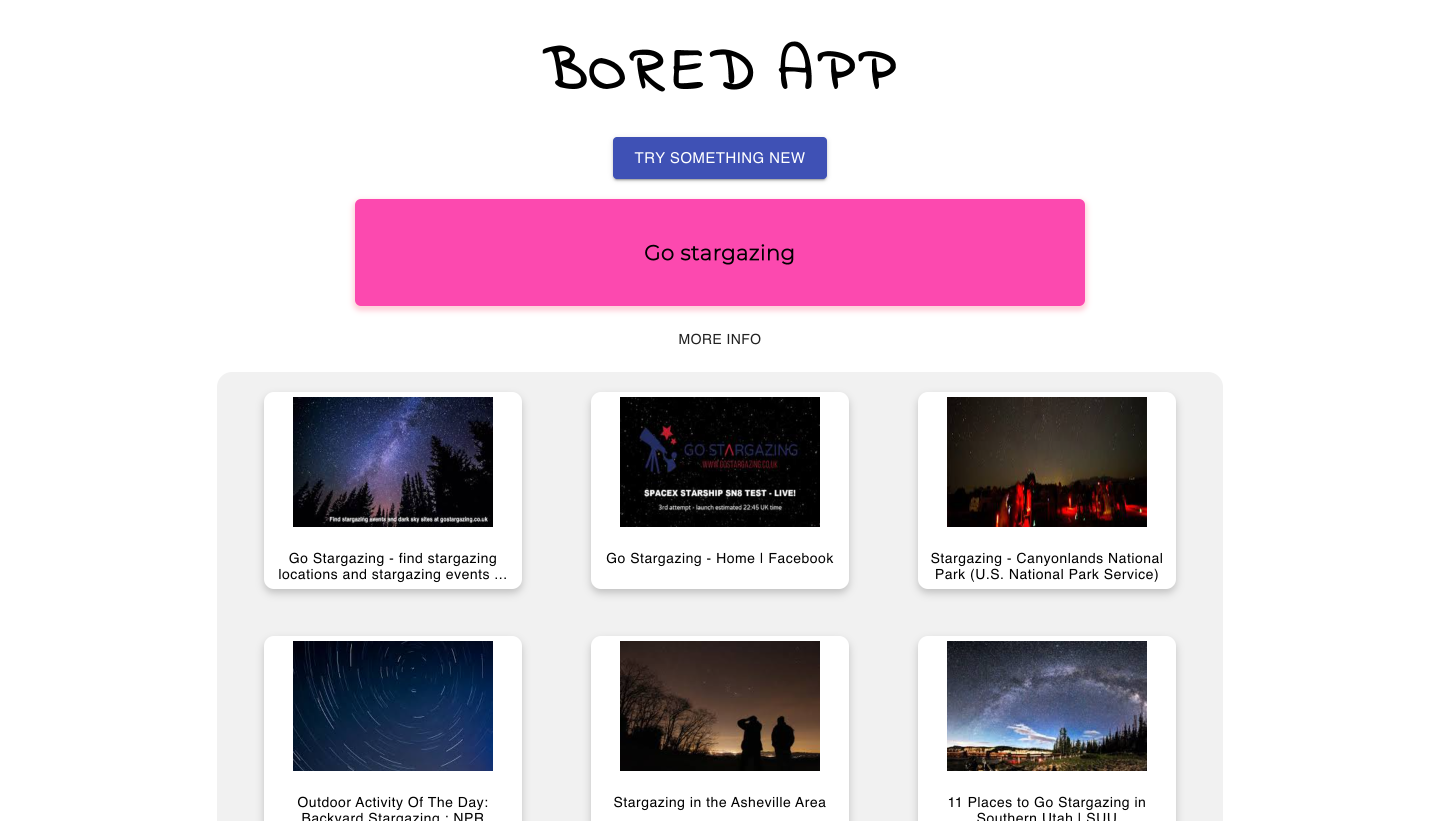 BORED APP
TRY SOMETHING NEW
Go stargazing
MORE INFO
Find stargazing events and dark sky sites at gostargazing.co.uk
Go Stargazing - find stargazing
locations and stargazing events ...
GO STARGAZING
WWW.GOSTARGAZING.CO.UK
SPACEX STARSHIP SN8 TEST - LIVE!
3rd attempt - launch estimated 22:45 UK time
Go Stargazing - Home | Facebook
Stargazing - Canyonlands National
Park (U.S. National Park Service)
Outdoor Activity Of The Day:
Backyard Stargazing : NPR
Stargazing in the Asheville Area
11 Places to Go Stargazing in
Southern Utah | SUU